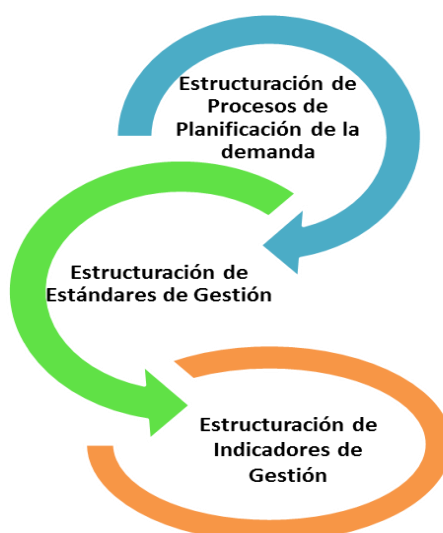 Estructuración de
Procesos de
Planificación de la
demanda
Estructuración de
Estándares de Gestión
Estructuración de
Indicadores de
Gestión